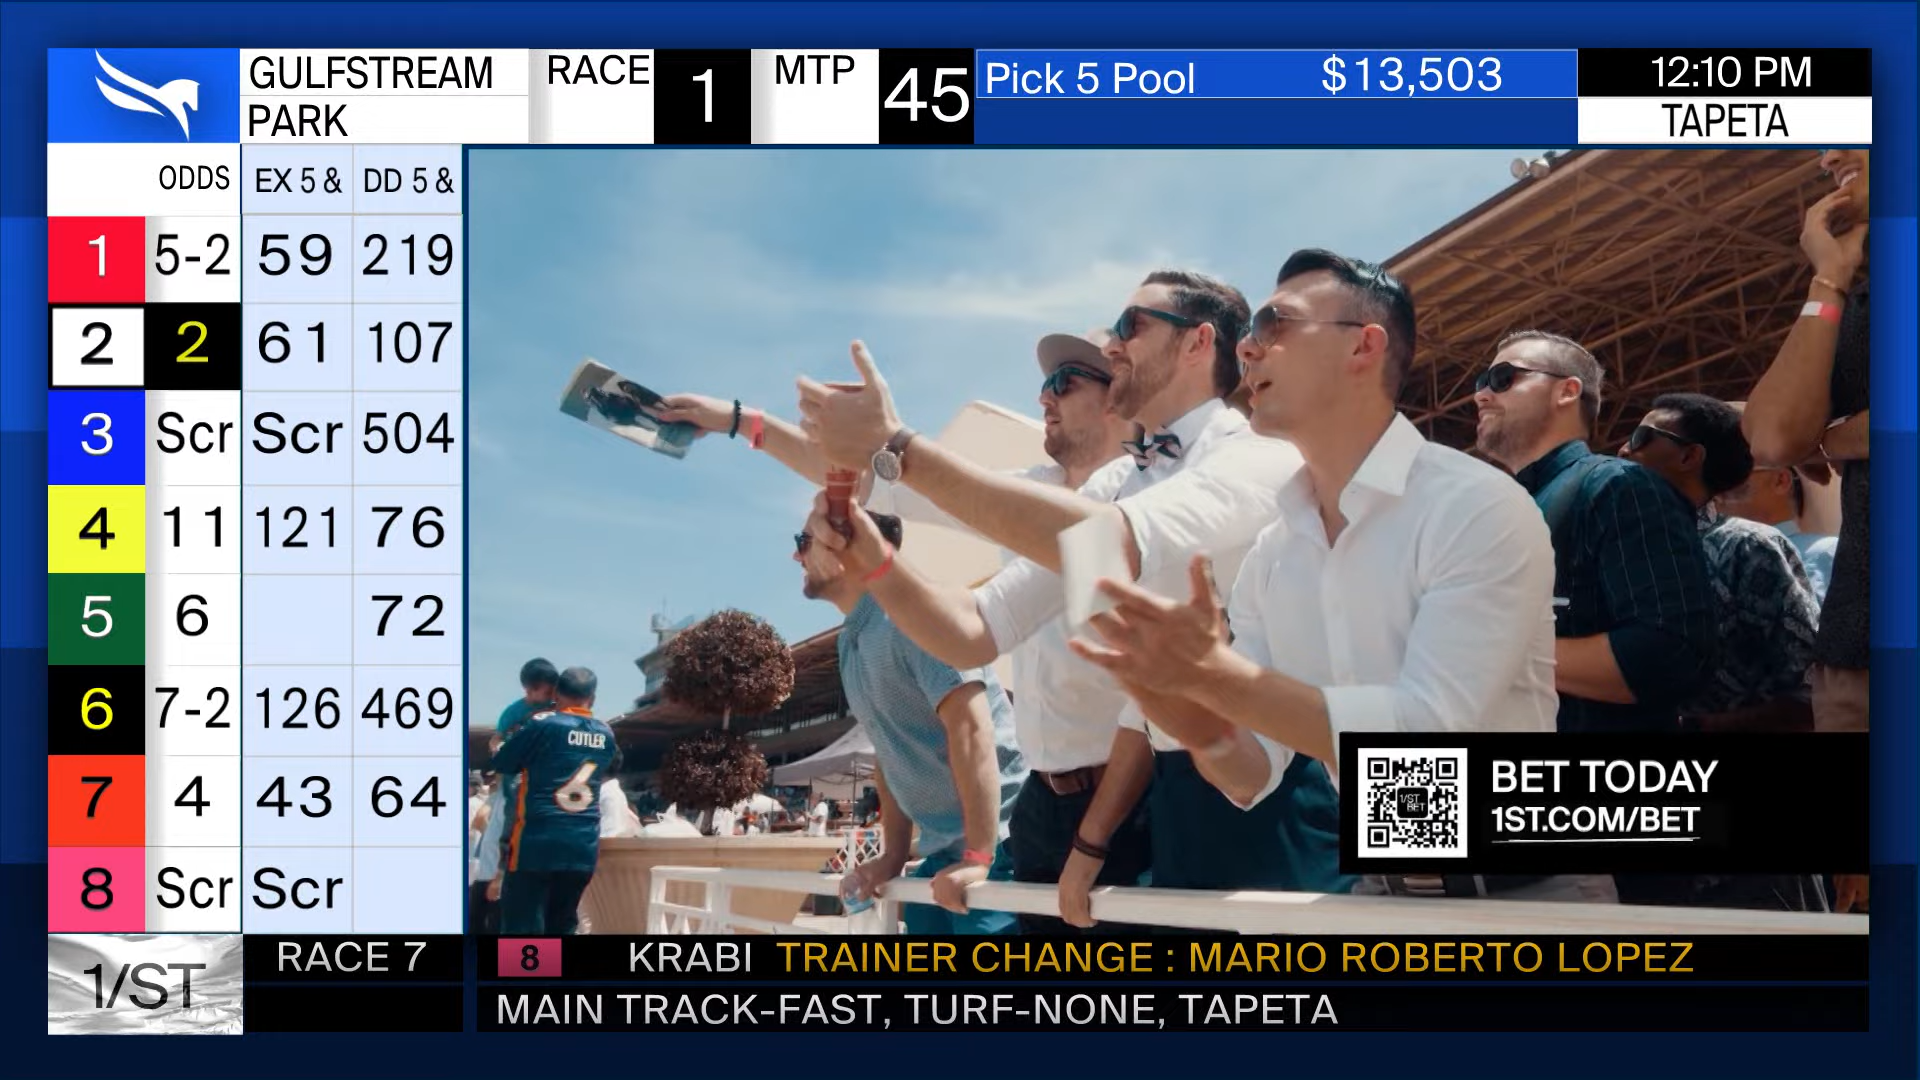 GULFSTREAM PARK
RACE 1
MTP 45
Pick 5 Pool $13,503
12:10 PM
TAPETA
ODDS EX 5 & DD 5 &
1 5-2 59 219
2 2 61 107
3 Scr Scr 504
4 11 121 76
5 6 72
6 7-2 126 469
7 4 43 64
8 Scr Scr
CUTLER
6
1/ST BET
BET TODAY
1ST.COM/BET
1/ST
RACE 7
8 KRABI TRAINER CHANGE : MARIO ROBERTO LOPEZ
MAIN TRACK-FAST, TURF-NONE, TAPETA